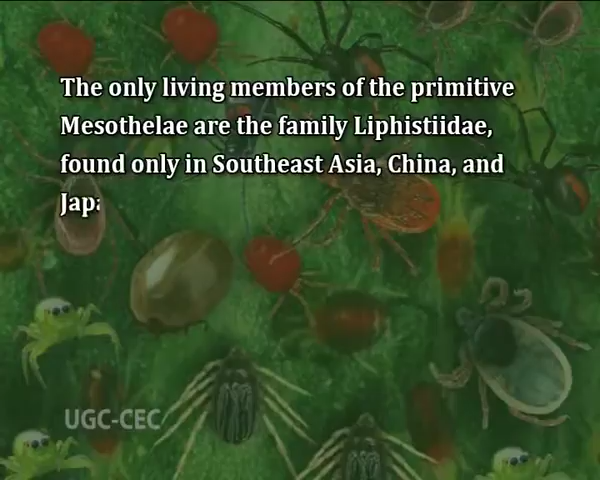 The only living members of the primitive
Mesothelae are the family Liphistiidae,
found only in Southeast Asia, China, and
Japa
UGC-CEC